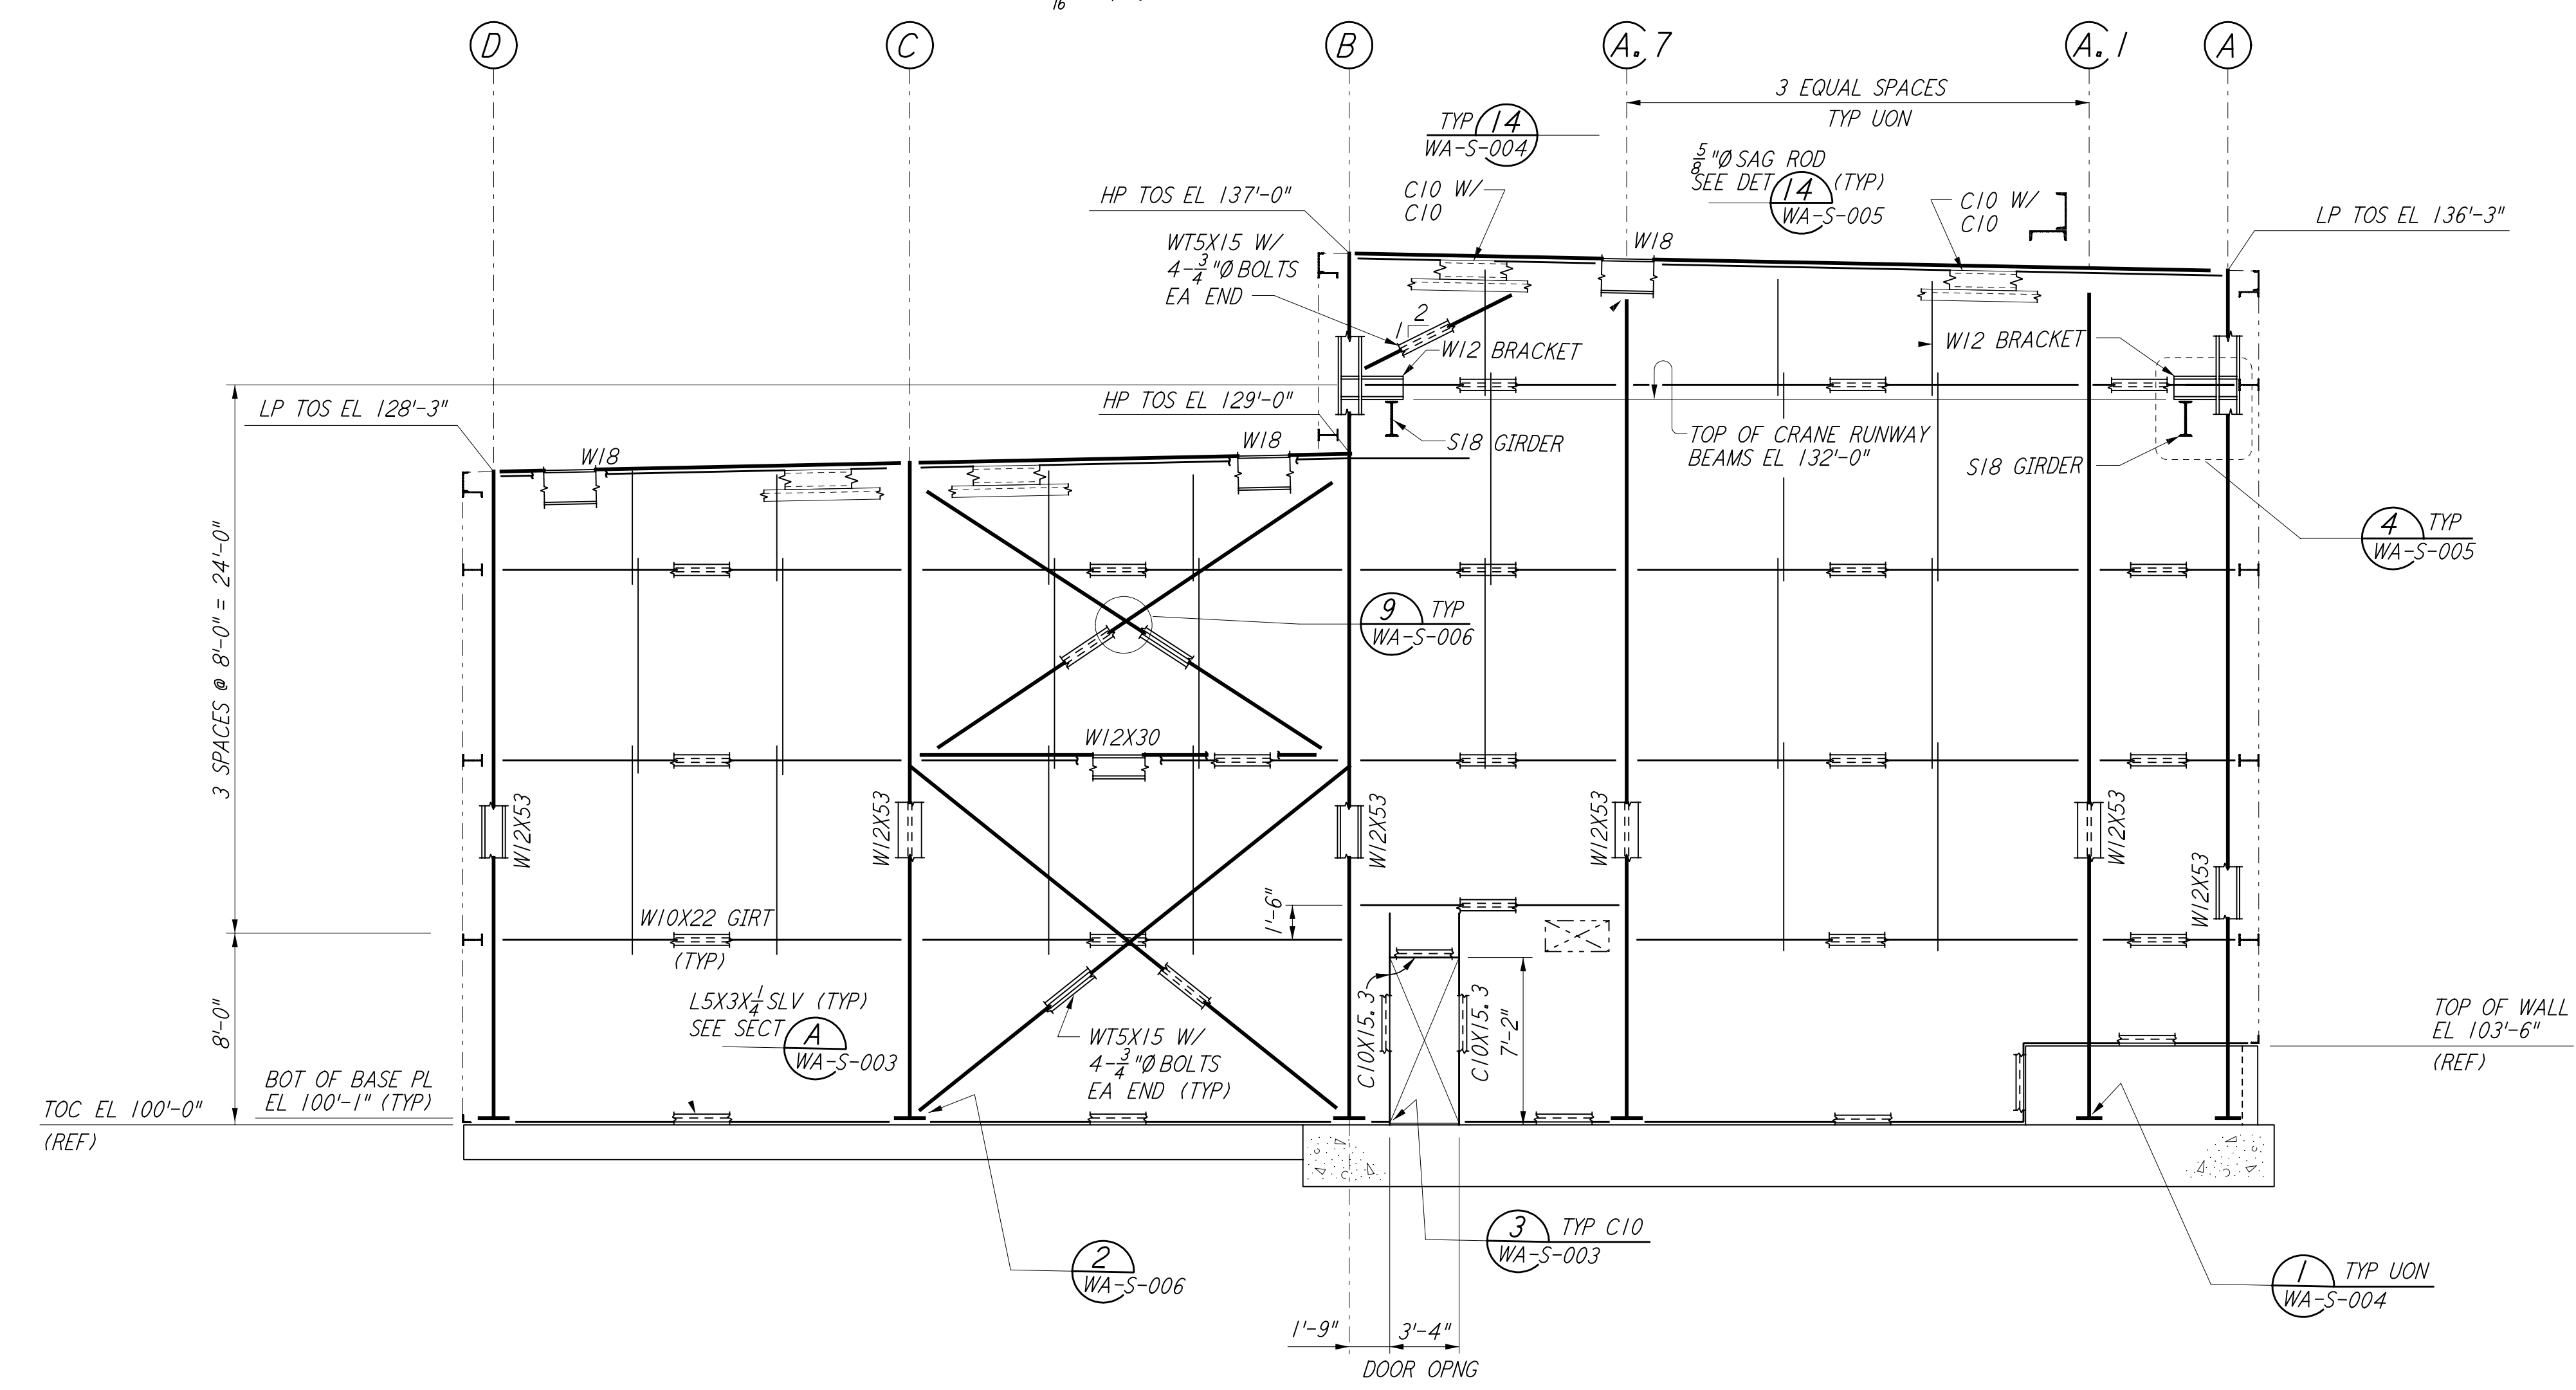 16
D
C
B
A.7
A.1
A
3 EQUAL SPACES
TYP UON
TYP 14
WA-S-004
5/8"Ø SAG ROD
SEE DET 14 (TYP)
WA-S-005
C10 W/
C10
C10 W/
C10
HP TOS EL 137'-0"
LP TOS EL 136'-3"
W18
WT5X15 W/
4-3/4"Ø BOLTS
EA END
2
1
W12 BRACKET
W12 BRACKET
LP TOS EL 128'-3"
HP TOS EL 129'-0"
W18
W18
S18 GIRDER
TOP OF CRANE RUNWAY
BEAMS EL 132'-0"
S18 GIRDER
4 TYP
WA-S-005
3 SPACES @ 8'-0" = 24'-0"
9 TYP
WA-S-006
W12X30
W12X53
W12X53
W12X53
W12X53
W12X53
W12X53
W10X22 GIRT
(TYP)
1'-6"
8'-0"
L5X3X1/4 SLV (TYP)
SEE SECT A
WA-S-003
WT5X15 W/
4-3/4"Ø BOLTS
EA END (TYP)
C10X15.3
C10X15.3
7'-2"
TOP OF WALL
EL 103'-6"
(REF)
BOT OF BASE PL
EL 100'-1" (TYP)
TOC EL 100'-0"
(REF)
2
WA-S-006
3 TYP C10
WA-S-003
1 TYP UON
WA-S-004
1'-9"
3'-4"
DOOR OPNG